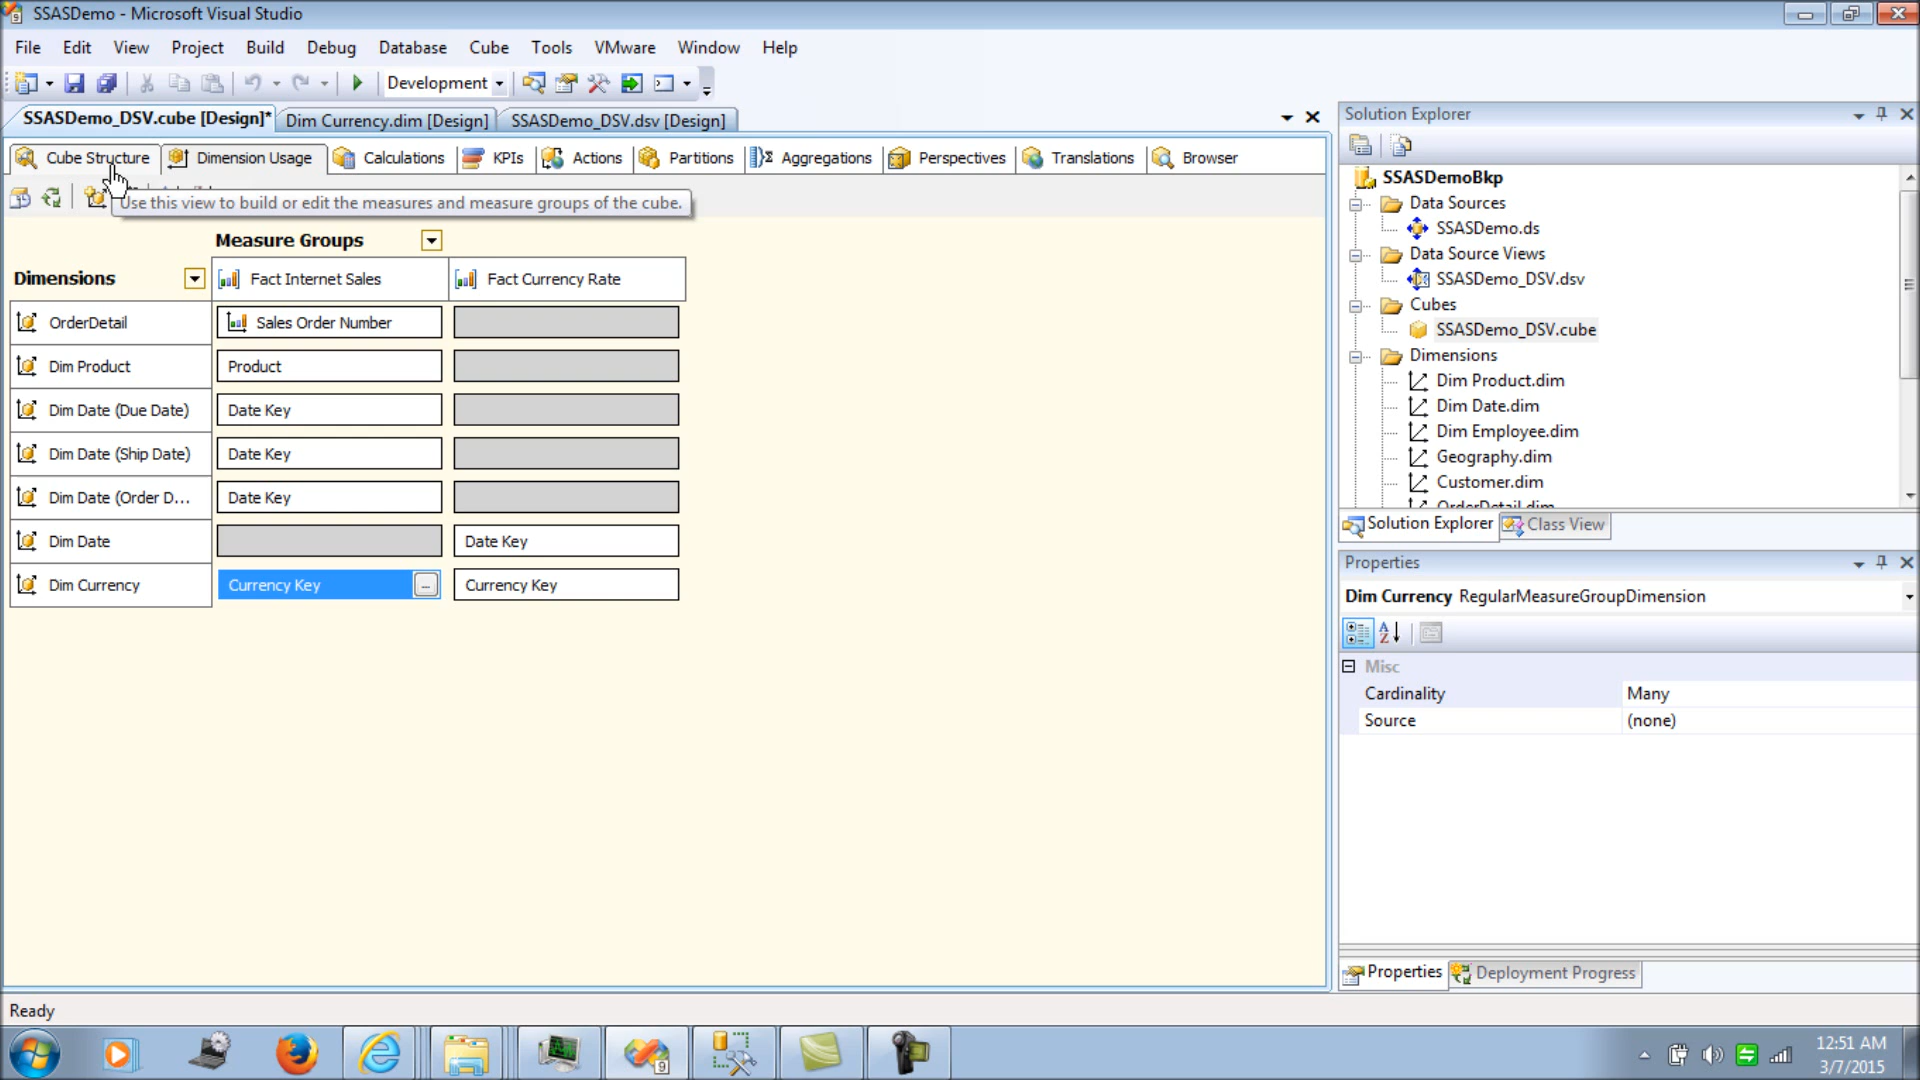 SSASDemo - Microsoft Visual Studio
File Edit View Project Build Debug Database Cube Tools VMware Window Help
Development
SSASDemo_DSV.cube [Design]* Dim Currency.dim [Design] SSASDemo_DSV.dsv [Design]
Cube Structure Dimension Usage Calculations KPIs Actions Partitions Aggregations Perspectives Translations Browser
Use this view to build or edit the measures and measure groups of the cube.
Measure Groups
Dimensions Fact Internet Sales Fact Currency Rate
OrderDetail Sales Order Number
Dim Product Product
Dim Date (Due Date) Date Key
Dim Date (Ship Date) Date Key
Dim Date (Order D... Date Key
Dim Date Date Key
Dim Currency Currency Key ... Currency Key
Solution Explorer
SSASDemoBkp
Data Sources
SSASDemo.ds
Data Source Views
SSASDemo_DSV.dsv
Cubes
SSASDemo_DSV.cube
Dimensions
Dim Product.dim
Dim Date.dim
Dim Employee.dim
Geography.dim
Customer.dim
OrderDetail.dim
Solution Explorer Class View
Properties
Dim Currency RegularMeasureGroupDimension
Misc
Cardinality Many
Source (none)
Properties Deployment Progress
Ready
12:51 AM
3/7/2015